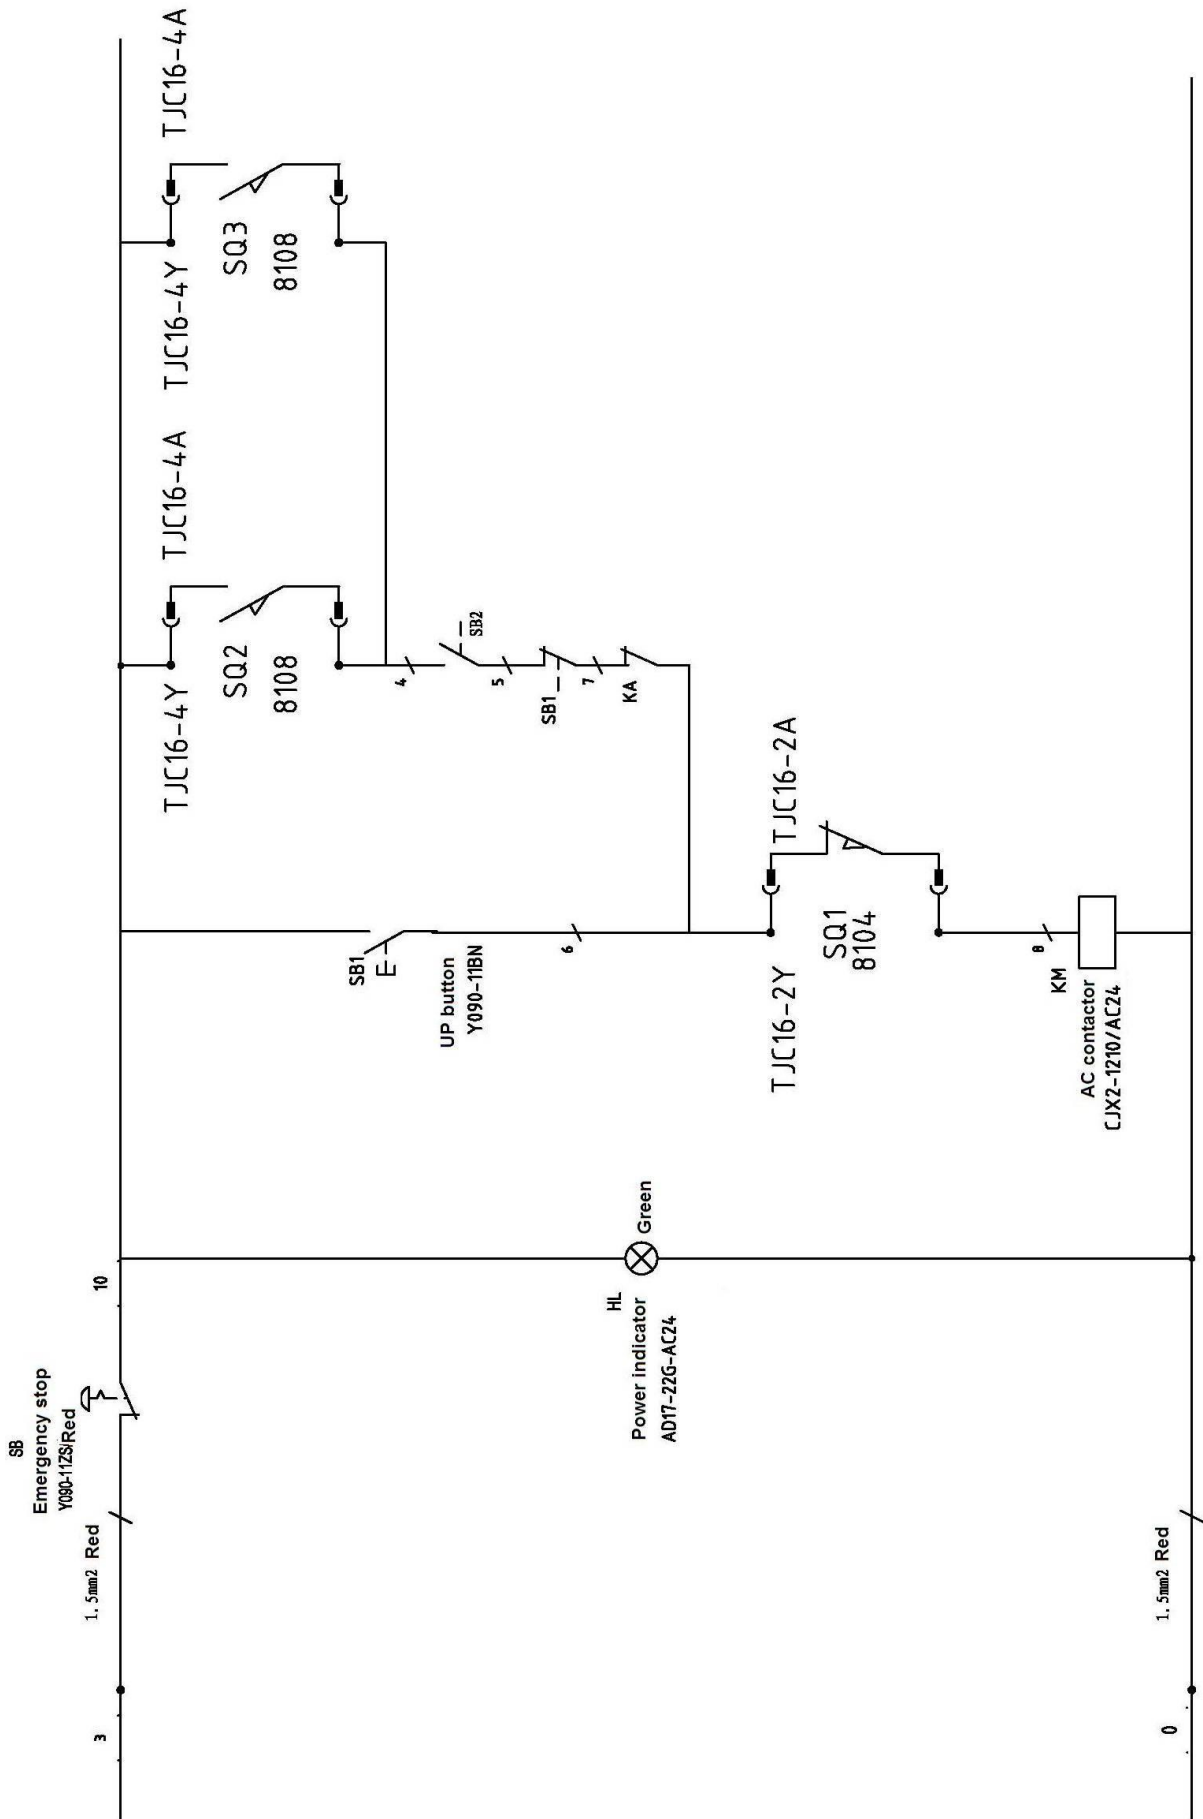 3
1.5mm2 Red
SB
Emergency stop
Y090-11ZS/Red
10
HL
Power indicator
AD17-22G-AC24
Green
SB1
UP button
Y090-11BN
6
TJC16-4Y
TJC16-4A
SQ2
8108
TJC16-4Y
TJC16-4A
SQ3
8108
4
SB2
5
SB1
7
KA
TJC16-2Y
TJC16-2A
SQ1
8104
8
KM
AC contactor
CJX2-1210/AC24
0
1.5mm2 Red